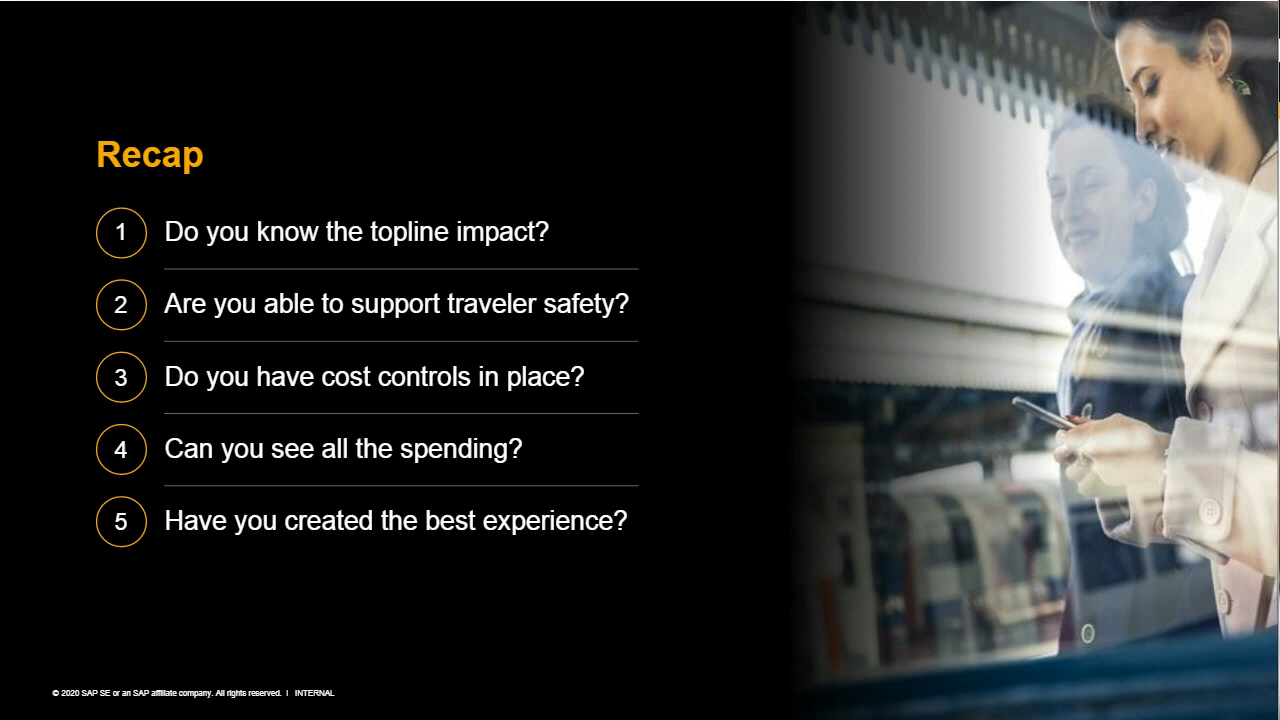 Recap
1 Do you know the topline impact?
2 Are you able to support traveler safety?
3 Do you have cost controls in place?
4 Can you see all the spending?
5 Have you created the best experience?
© 2020 SAP SE or an SAP affiliate company. All rights reserved. | INTERNAL